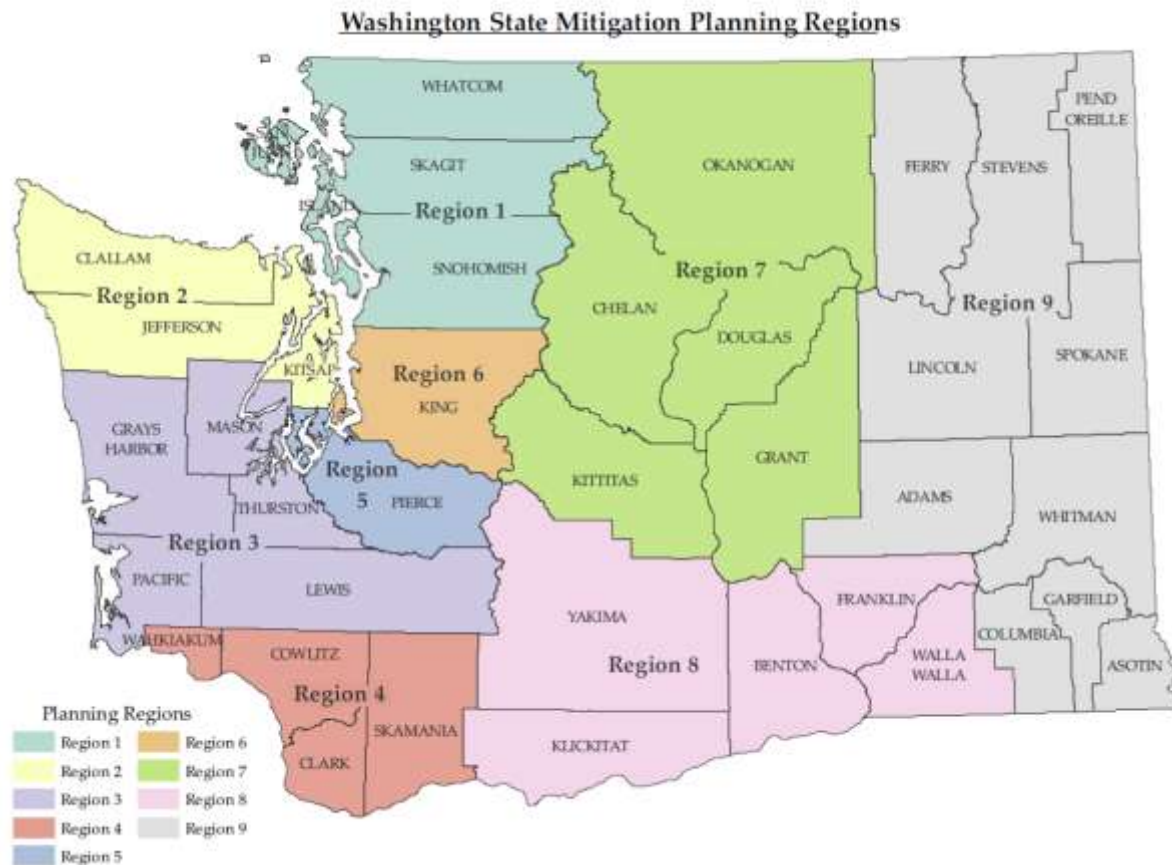 Washington State Mitigation Planning Regions
WHATCOM
PEND
OREILLE
SKAGIT
OKANOGAN
FERRY
STEVENS
ISLAND
Region 1
CLALLAM
SNOHOMISH
Region 7
Region 2
CHELAN
Region 9
JEFFERSON
DOUGLAS
SPOKANE
LINCOLN
KITSAP
Region 6
KING
GRAYS
HARBOR
MASON
GRANT
Region
5
KITTITAS
ADAMS
THURSTON
PIERCE
WHITMAN
Region 3
PACIFIC
LEWIS
FRANKLIN
GARFIELD
YAKIMA
COLUMBIA
WAHKIAKUM
COWLITZ
WALLA
WALLA
BENTON
ASOTIN
Region 8
Region 4
SKAMANIA
KLICKITAT
CLARK
Planning Regions
Region 1
Region 2
Region 3
Region 4
Region 5
Region 6
Region 7
Region 8
Region 9